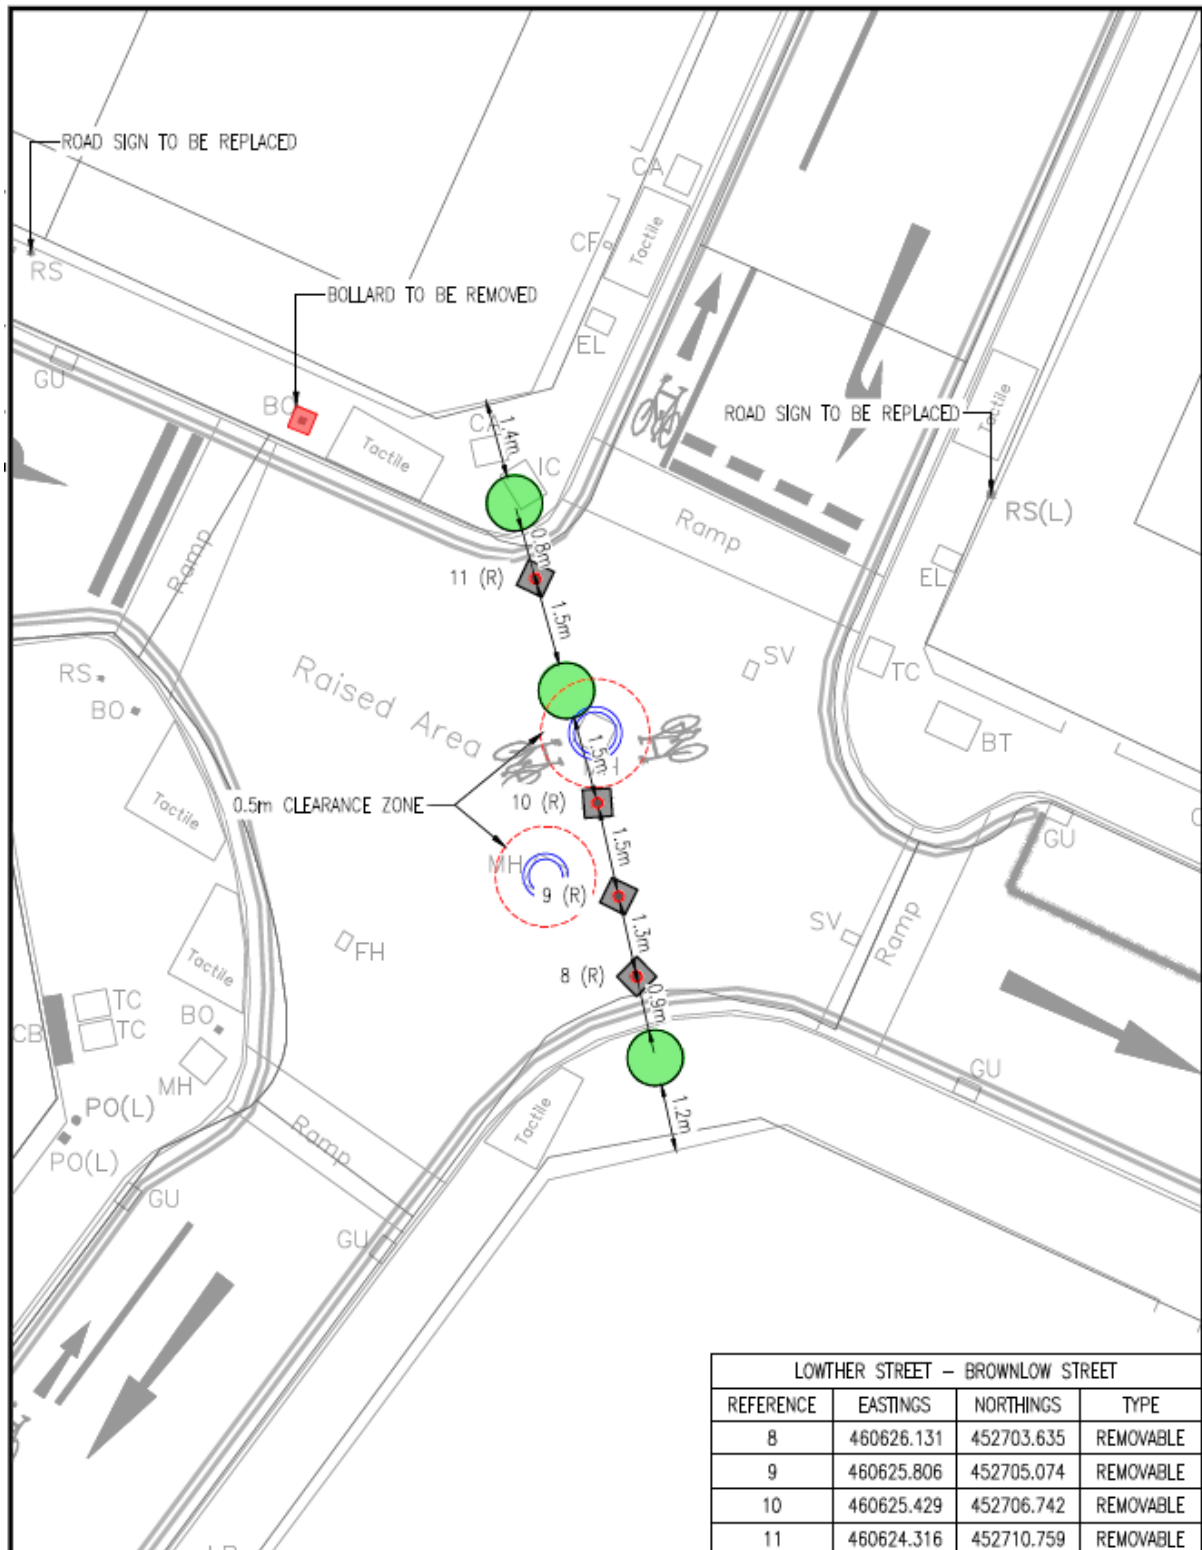 ROAD SIGN TO BE REPLACED
RS
CA
Tactile
CF
BOLLARD TO BE REMOVED
EL
GU
BO
Tactile
1.4m
IC
ROAD SIGN TO BE REPLACED
Tactile
RS(L)
Ramp
Ramp
0.8m
11 (R)
EL
1.5m
Raised Area
SV
TC
RS
BO
BT
1.5m
Tactile
0.5m CLEARANCE ZONE
10 (R)
1.5m
MH
9 (R)
GU
1.3m
SV
Ramp
FH
Tactile
8 (R)
0.9m
TC
TC
CB
BO
MH
GU
PO(L)
PO(L)
Ramp
Tactile
1.2m
GU
GU
LOWTHER STREET – BROWNLOW STREET
REFERENCE EASTINGS NORTHINGS TYPE
8 460626.131 452703.635 REMOVABLE
9 460625.806 452705.074 REMOVABLE
10 460625.429 452706.742 REMOVABLE
11 460624.316 452710.759 REMOVABLE